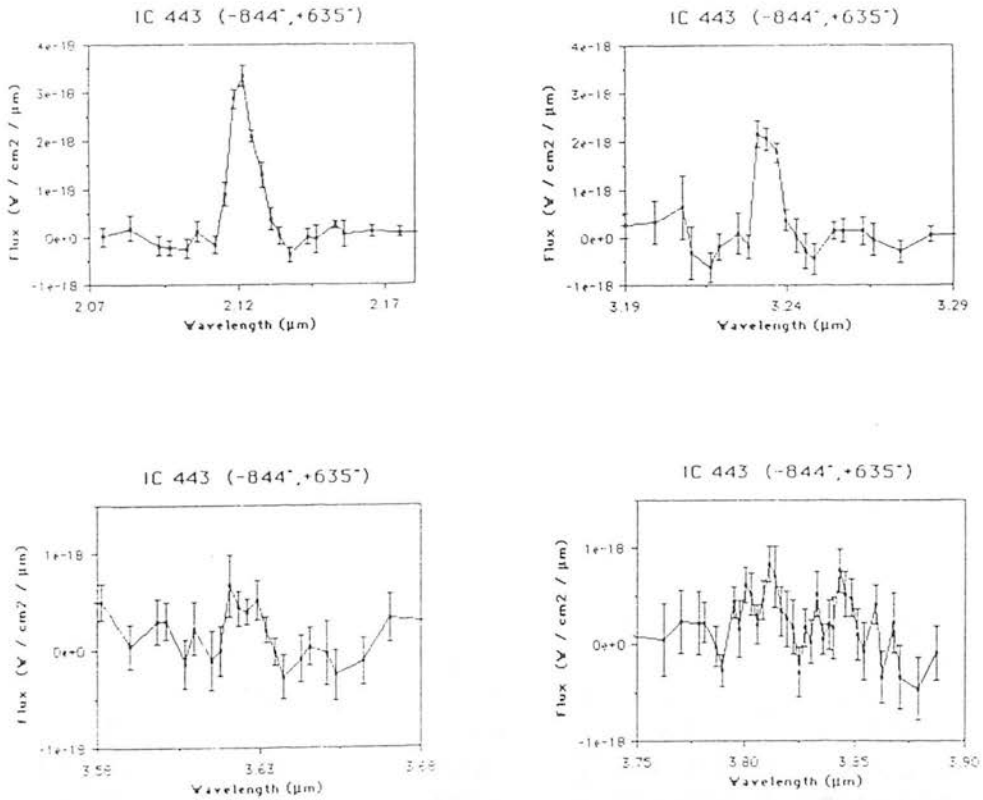 IC 443 (-844",+635")
4e-18
3e-18
2e-18
1e-18
0e+0
-1e-18
Flux (W / cm2 / μm)
2.07
2.12
2.17
Wavelength (μm)
IC 443 (-844",+635")
4e-18
2e-18
1e-18
0e+0
-1e-18
Flux (W / cm2 / μm)
3.19
3.24
3.29
Wavelength (μm)
IC 443 (-844",+635")
1e-18
0e+0
-1e-18
Flux (W / cm2 / μm)
3.58
3.63
3.68
Wavelength (μm)
IC 443 (-844",+635")
1e-18
0e+0
-1e-18
Flux (W / cm2 / μm)
3.75
3.80
3.85
3.90
Wavelength (μm)